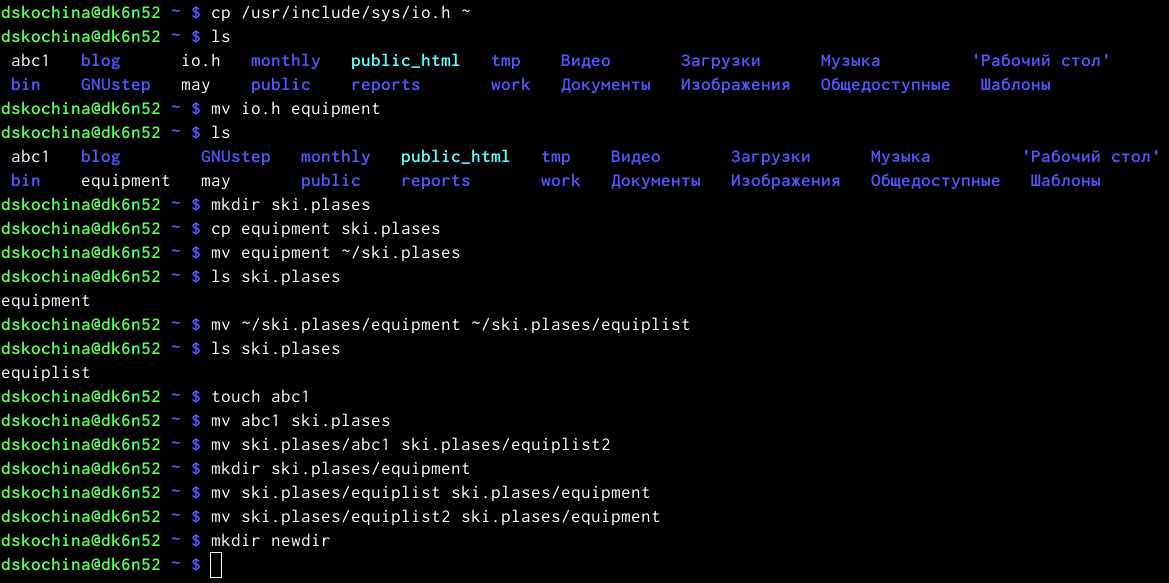 dskochina@dk6n52 ~ $ cp /usr/include/sys/io.h ~
dskochina@dk6n52 ~ $ ls
abc1 blog io.h monthly public_html tmp Видео Загрузки Музыка 'Рабочий стол'
bin GNUstep may public reports work Документы Изображения Общедоступные Шаблоны
dskochina@dk6n52 ~ $ mv io.h equipment
dskochina@dk6n52 ~ $ ls
abc1 blog GNUstep monthly public_html tmp Видео Загрузки Музыка 'Рабочий стол'
bin equipment may public reports work Документы Изображения Общедоступные Шаблоны
dskochina@dk6n52 ~ $ mkdir ski.plases
dskochina@dk6n52 ~ $ cp equipment ski.plases
dskochina@dk6n52 ~ $ mv equipment ~/ski.plases
dskochina@dk6n52 ~ $ ls ski.plases
equipment
dskochina@dk6n52 ~ $ mv ~/ski.plases/equipment ~/ski.plases/equiplist
dskochina@dk6n52 ~ $ ls ski.plases
equiplist
dskochina@dk6n52 ~ $ touch abc1
dskochina@dk6n52 ~ $ mv abc1 ski.plases
dskochina@dk6n52 ~ $ mv ski.plases/abc1 ski.plases/equiplist2
dskochina@dk6n52 ~ $ mkdir ski.plases/equipment
dskochina@dk6n52 ~ $ mv ski.plases/equiplist ski.plases/equipment
dskochina@dk6n52 ~ $ mv ski.plases/equiplist2 ski.plases/equipment
dskochina@dk6n52 ~ $ mkdir newdir
dskochina@dk6n52 ~ $